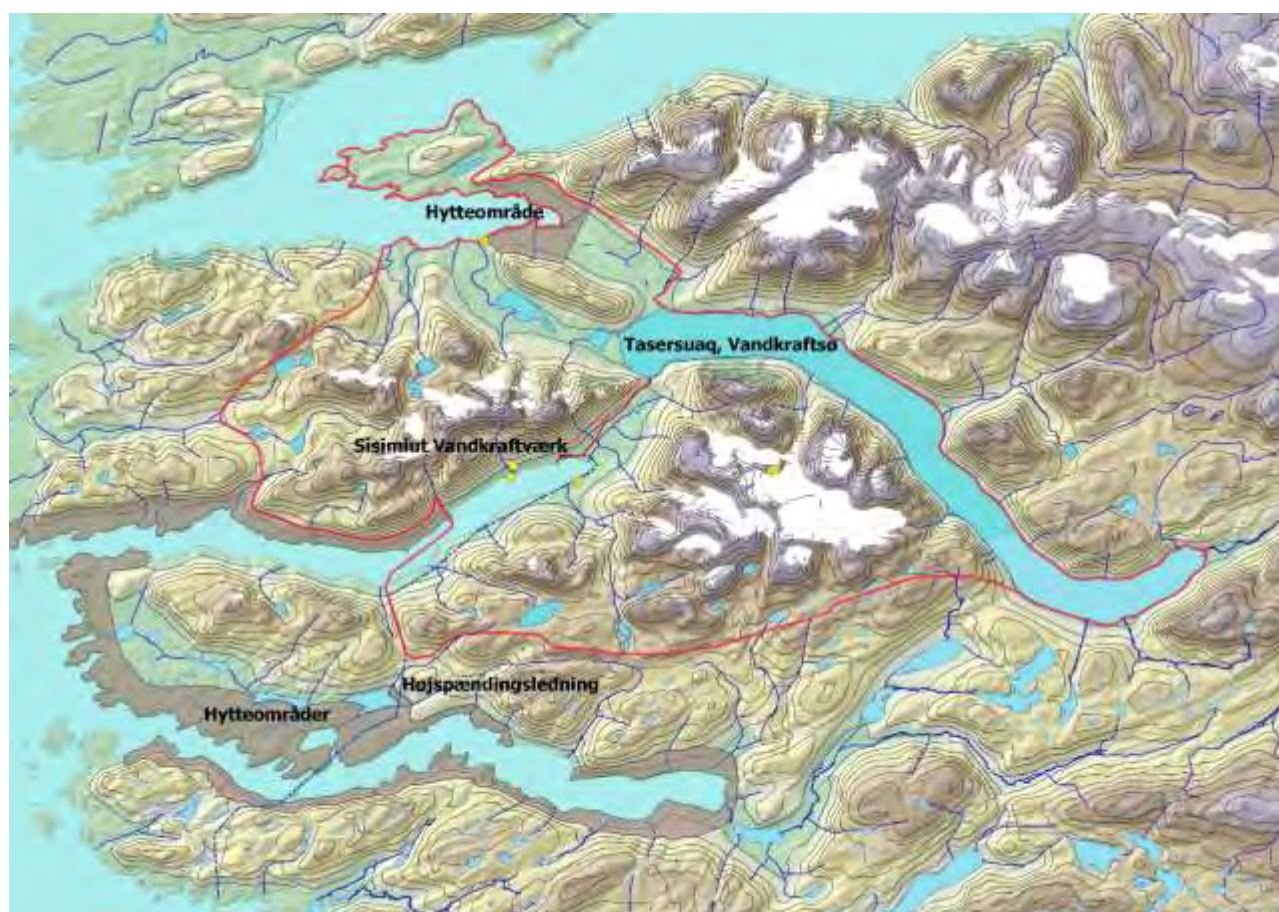 Hytteområde
Tasersuaq, Vandkraftsø
Sisimiut Vandkraftværk
Højspændingsledning
Hytteområder